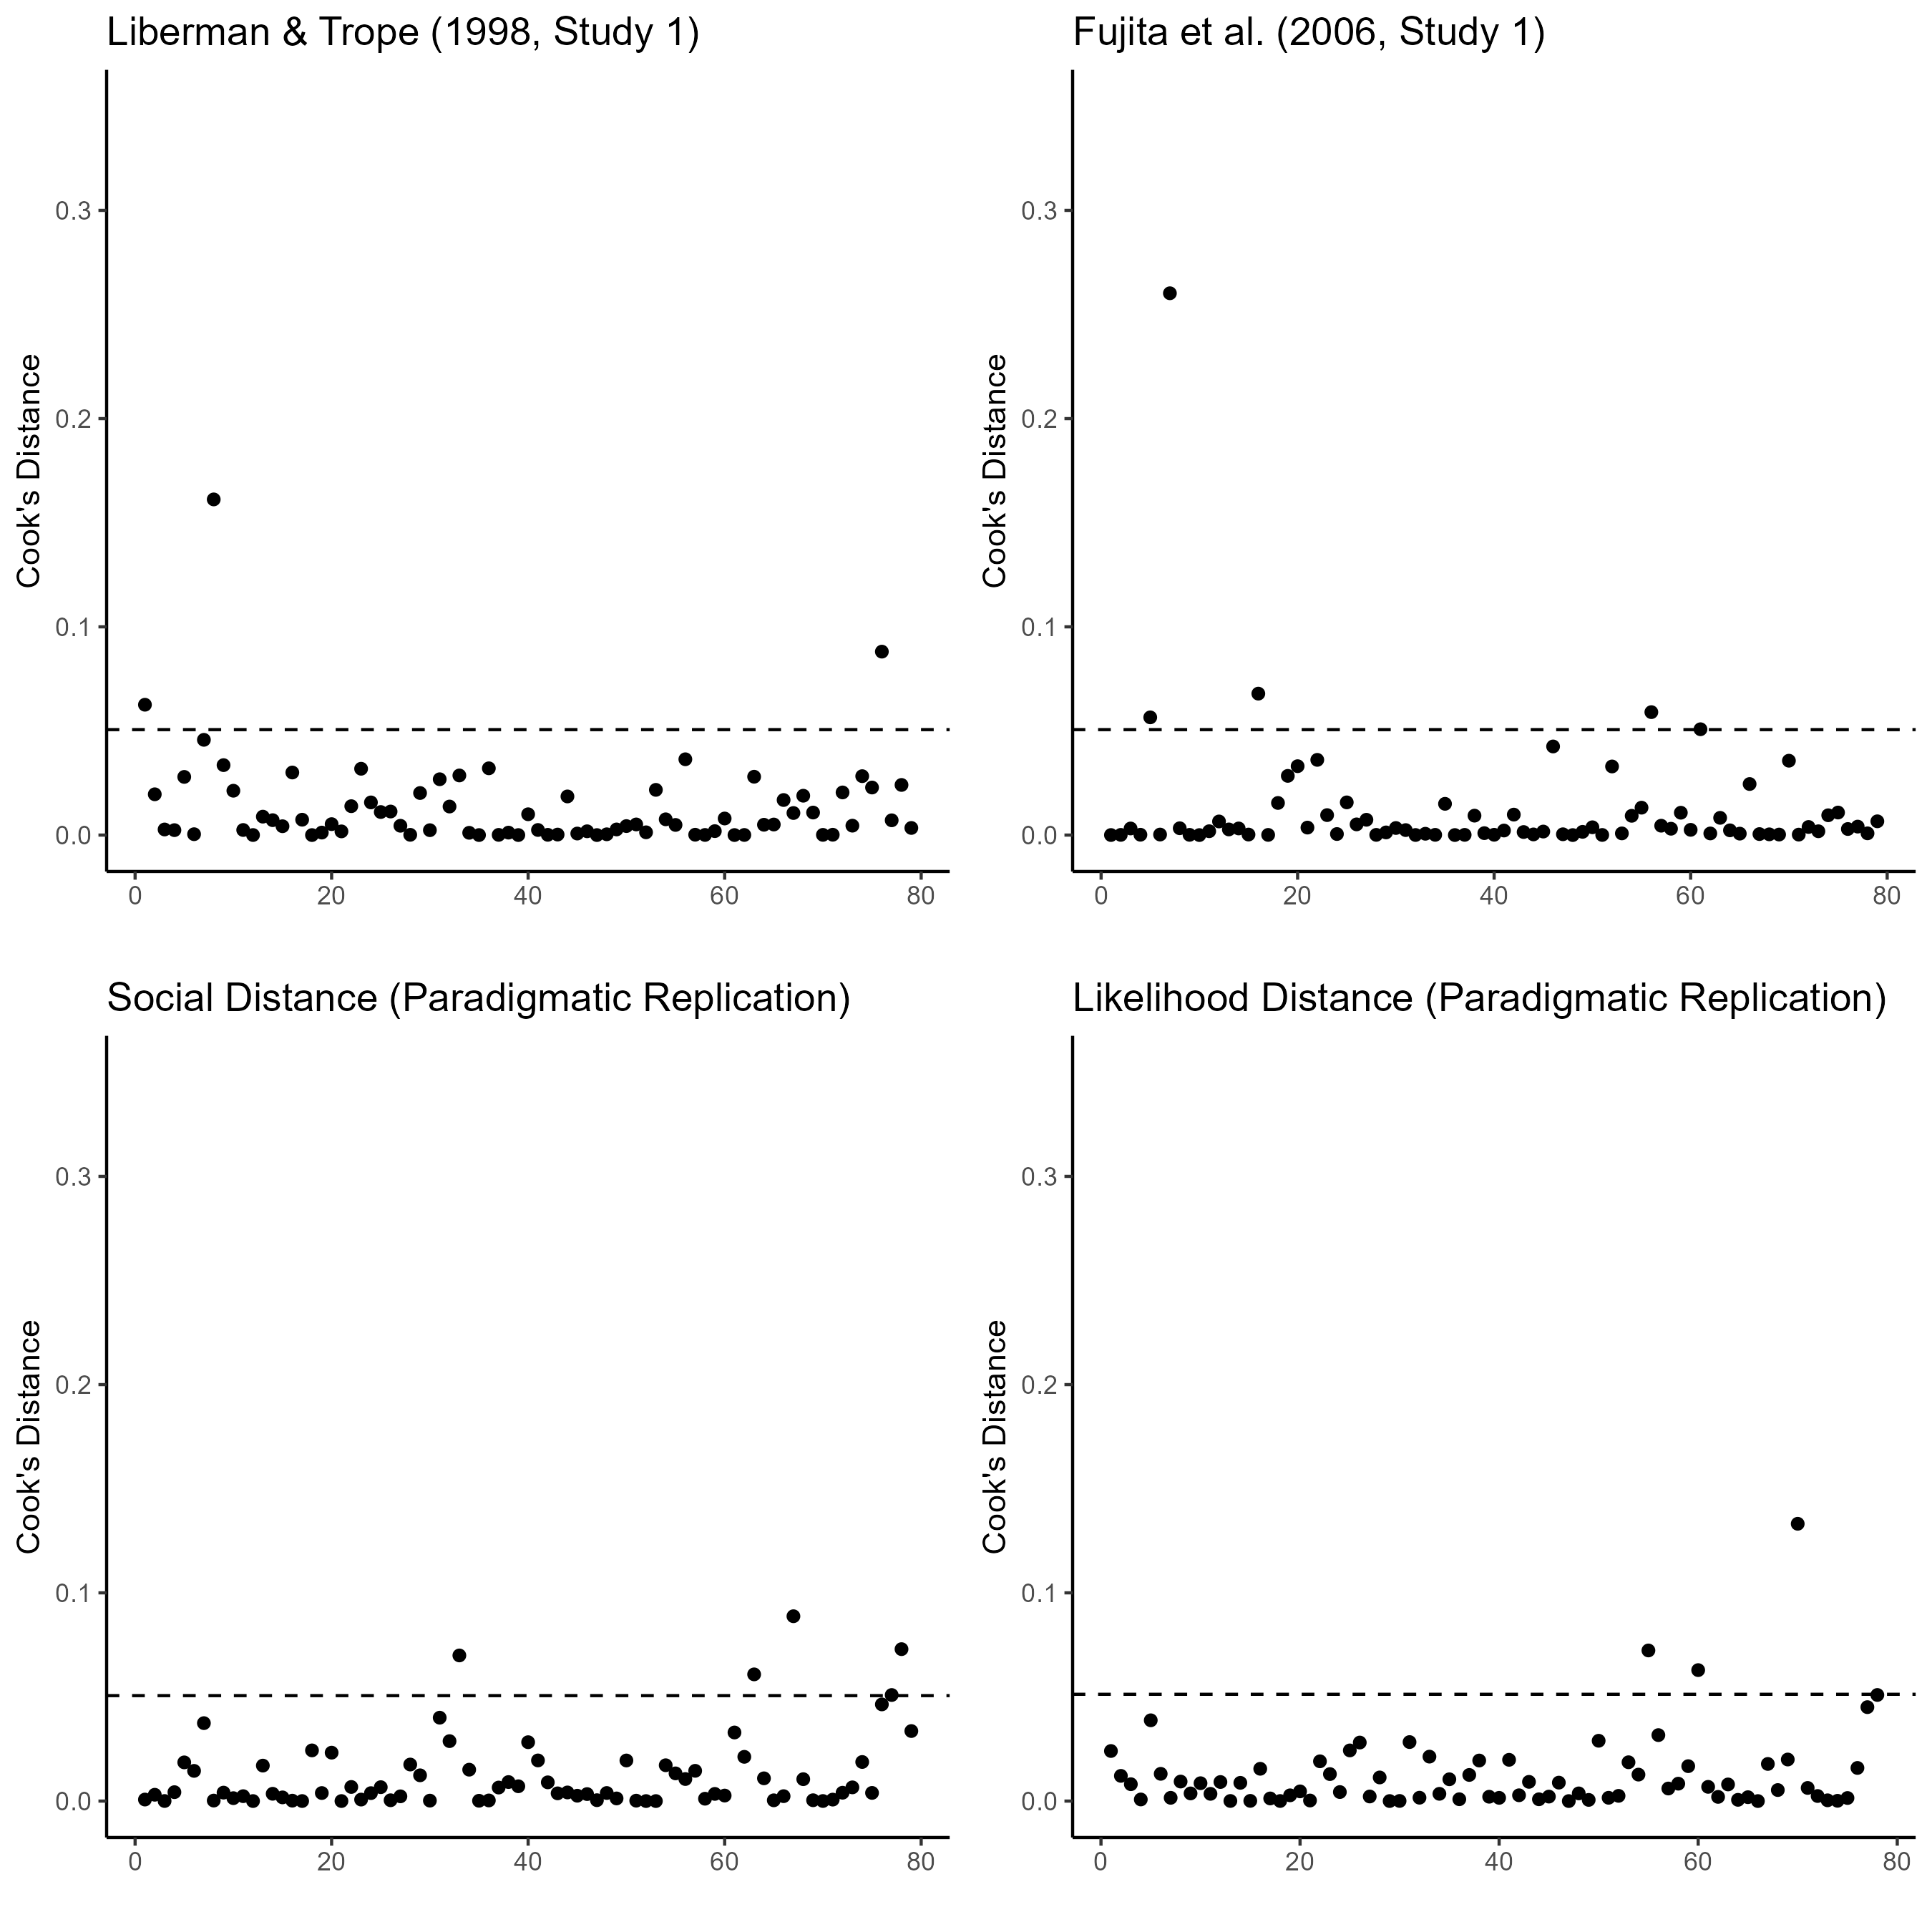 Liberman & Trope (1998, Study 1)
Cook's Distance
0.3
0.2
0.1
0.0
0 20 40 60 80
Fujita et al. (2006, Study 1)
Cook's Distance
0.3
0.2
0.1
0.0
0 20 40 60 80
Social Distance (Paradigmatic Replication)
Cook's Distance
0.3
0.2
0.1
0.0
0 20 40 60 80
Likelihood Distance (Paradigmatic Replication)
Cook's Distance
0.3
0.2
0.1
0.0
0 20 40 60 80